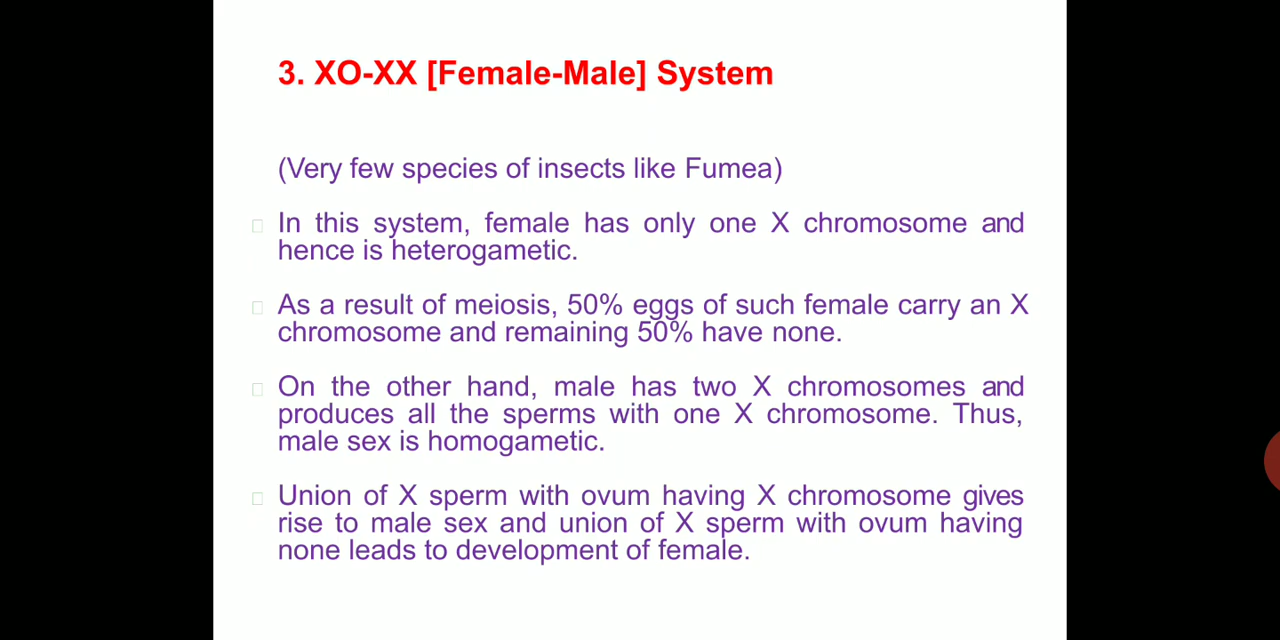 3. XO-XX [Female-Male] System
(Very few species of insects like Fumea)
In this system, female has only one X chromosome and
hence is heterogametic.
As a result of meiosis, 50% eggs of such female carry an X
chromosome and remaining 50% have none.
On the other hand, male has two X chromosomes and
produces all the sperms with one X chromosome. Thus,
male sex is homogametic.
Union of X sperm with ovum having X chromosome gives
rise to male sex and union of X sperm with ovum having
none leads to development of female.